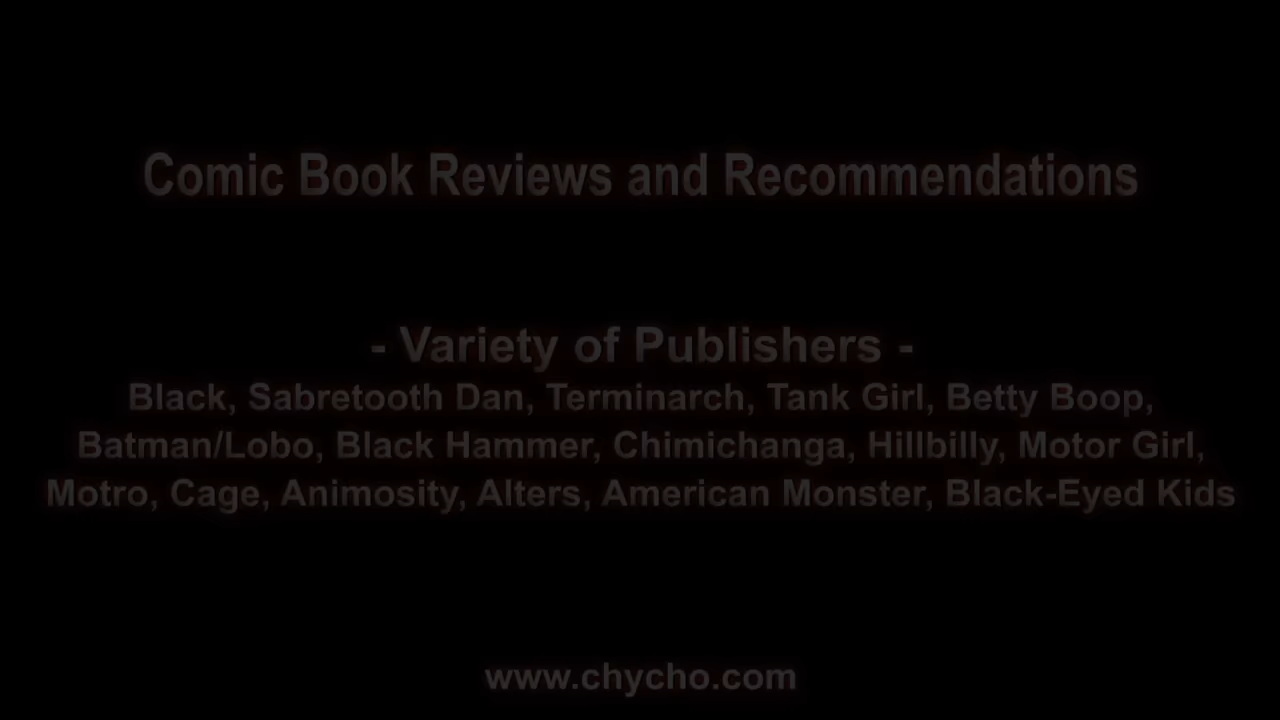 Comic Book Reviews and Recommendations
- Variety of Publishers -
Black, Sabretooth Dan, Terminarch, Tank Girl, Betty Boop,
Batman/Lobo, Black Hammer, Chimichanga, Hillbilly, Motor Girl,
Motro, Cage, Animosity, Alters, American Monster, Black-Eyed Kids
www.chycho.com